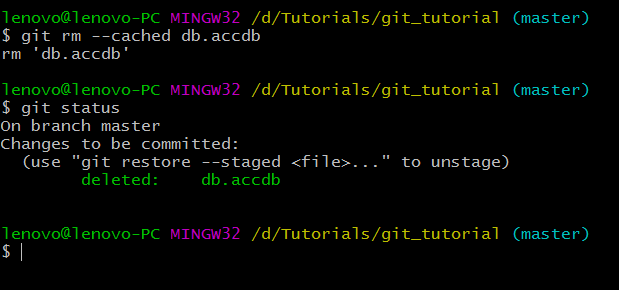 lenovo@lenovo-PC MINGW32 /d/Tutorials/git_tutorial (master)
$ git rm --cached db.accdb
rm 'db.accdb'
lenovo@lenovo-PC MINGW32 /d/Tutorials/git_tutorial (master)
$ git status
On branch master
Changes to be committed:
  (use "git restore --staged <file>..." to unstage)
        deleted:    db.accdb
lenovo@lenovo-PC MINGW32 /d/Tutorials/git_tutorial (master)
$